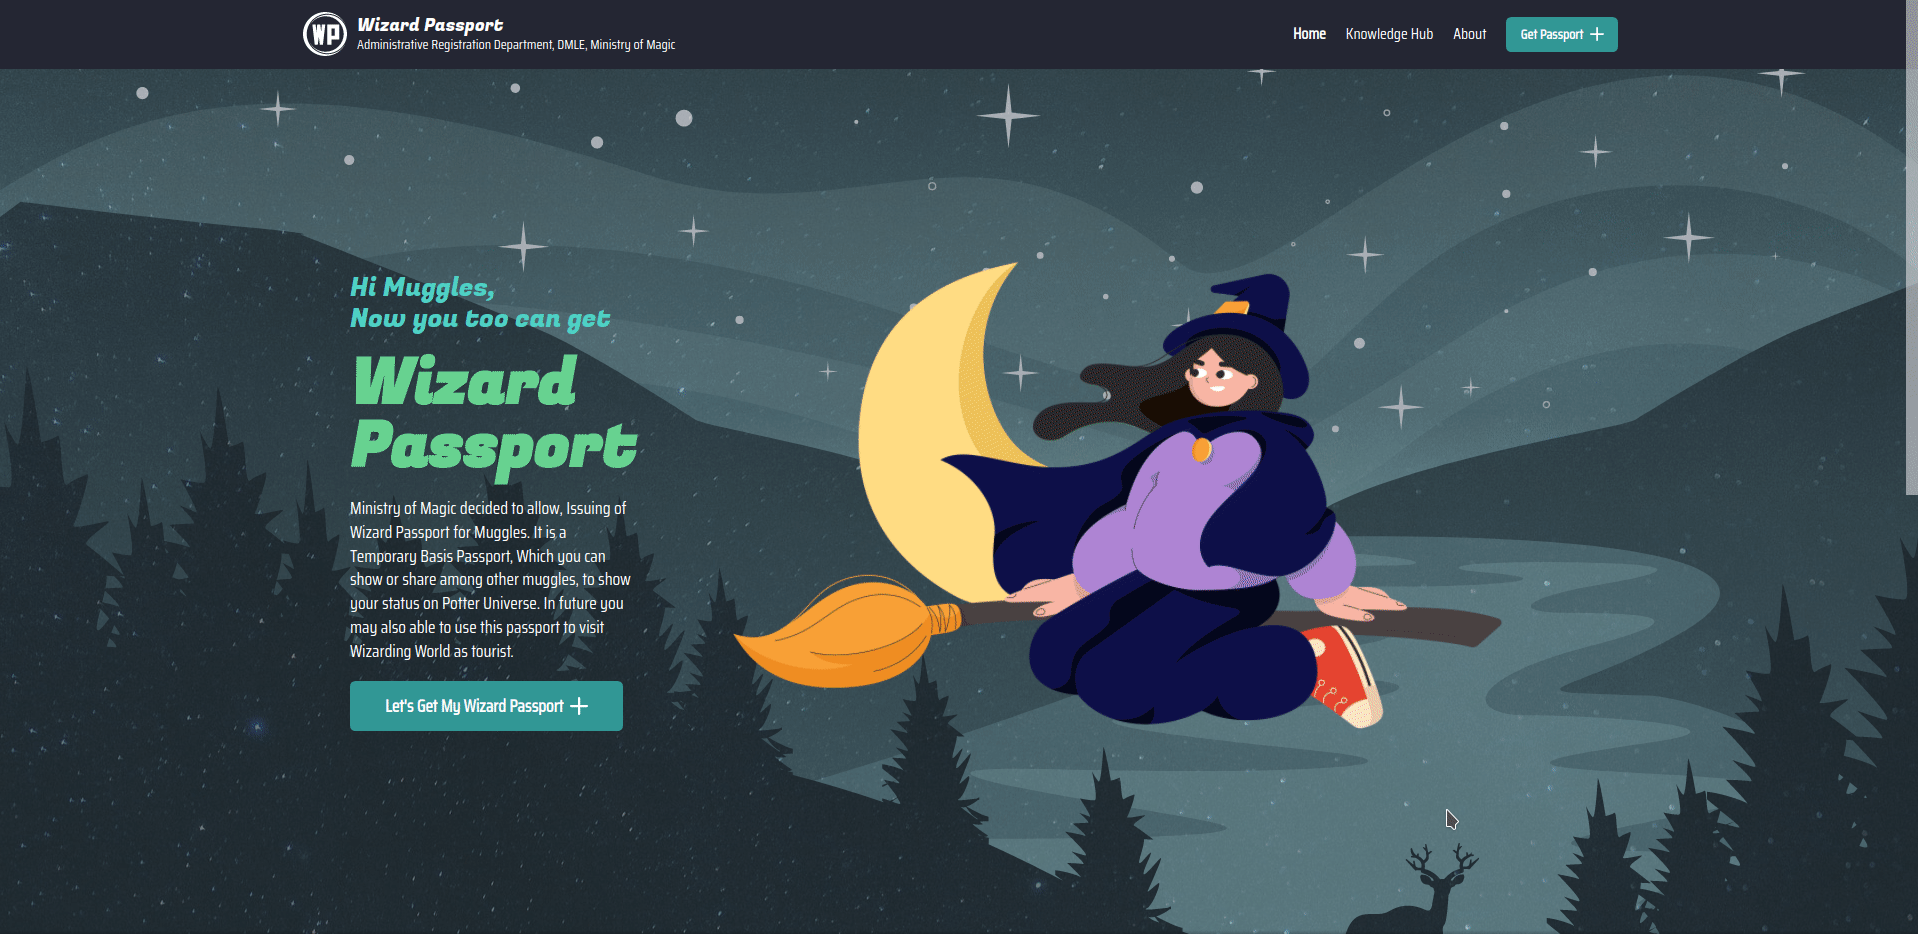 WP
Wizard Passport
Administrative Registration Department, DMLE, Ministry of Magic
Home
Knowledge Hub
About
Get Passport
Hi Muggles,
Now you too can get
Wizard
Passport
Ministry of Magic decided to allow, Issuing of
Wizard Passport for Muggles. It is a
Temporary Basis Passport, Which you can
show or share among other muggles, to show
your status on Potter Universe. In future you
may also able to use this passport to visit
Wizarding World as tourist.
Let's Get My Wizard Passport